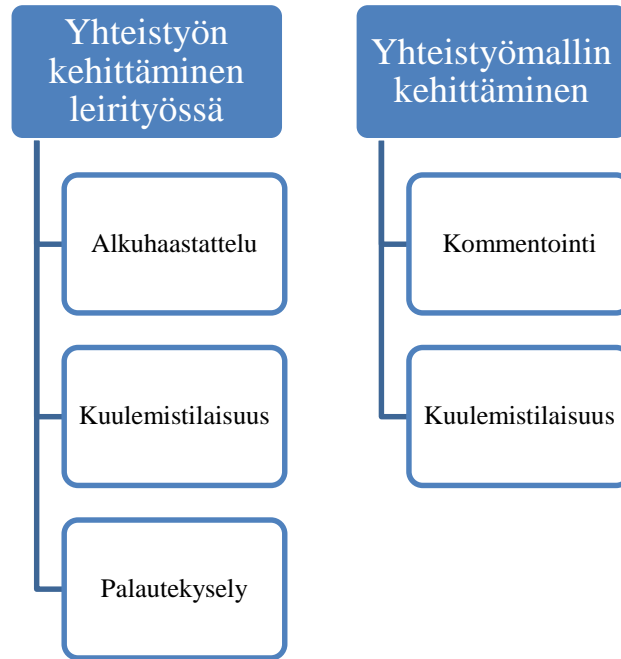 Yhteistyön
kehittäminen
leirityössä
Alkuhaastattelu
Kuulemistilaisuus
Palautekysely
Yhteistyömallin
kehittäminen
Kommentointi
Kuulemistilaisuus